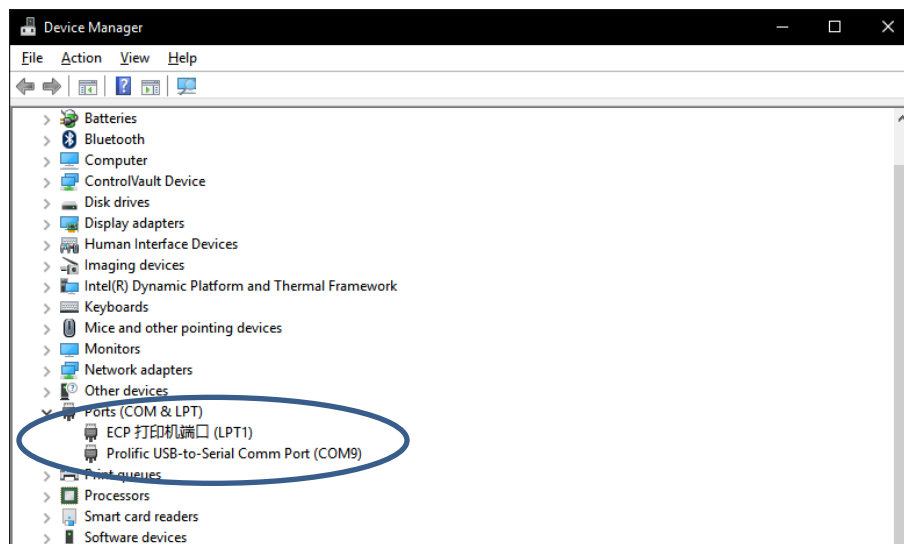 Device Manager
File Action View Help
Batteries
Bluetooth
Computer
ControlVault Device
Disk drives
Display adapters
Human Interface Devices
Imaging devices
Intel(R) Dynamic Platform and Thermal Framework
Keyboards
Mice and other pointing devices
Monitors
Network adapters
Other devices
Ports (COM & LPT)
ECP 打印机端口 (LPT1)
Prolific USB-to-Serial Comm Port (COM9)
Print queues
Processors
Smart card readers
Software devices